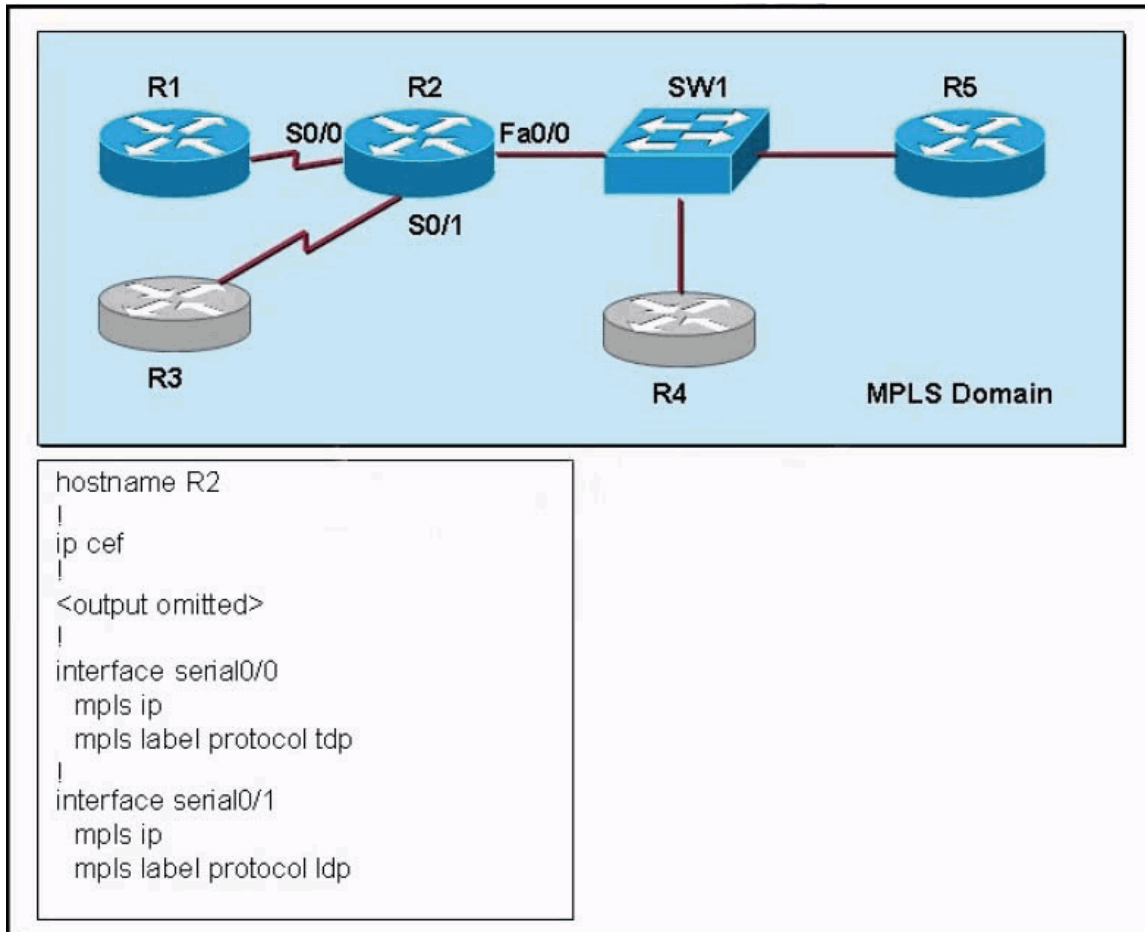 R1
R2
SW1
R5
S0/0
Fa0/0
S0/1
R3
R4
MPLS Domain
hostname R2
!
ip cef
!
<output omitted>
!
interface serial0/0
mpls ip
mpls label protocol tdp
!
interface serial0/1
mpls ip
mpls label protocol ldp